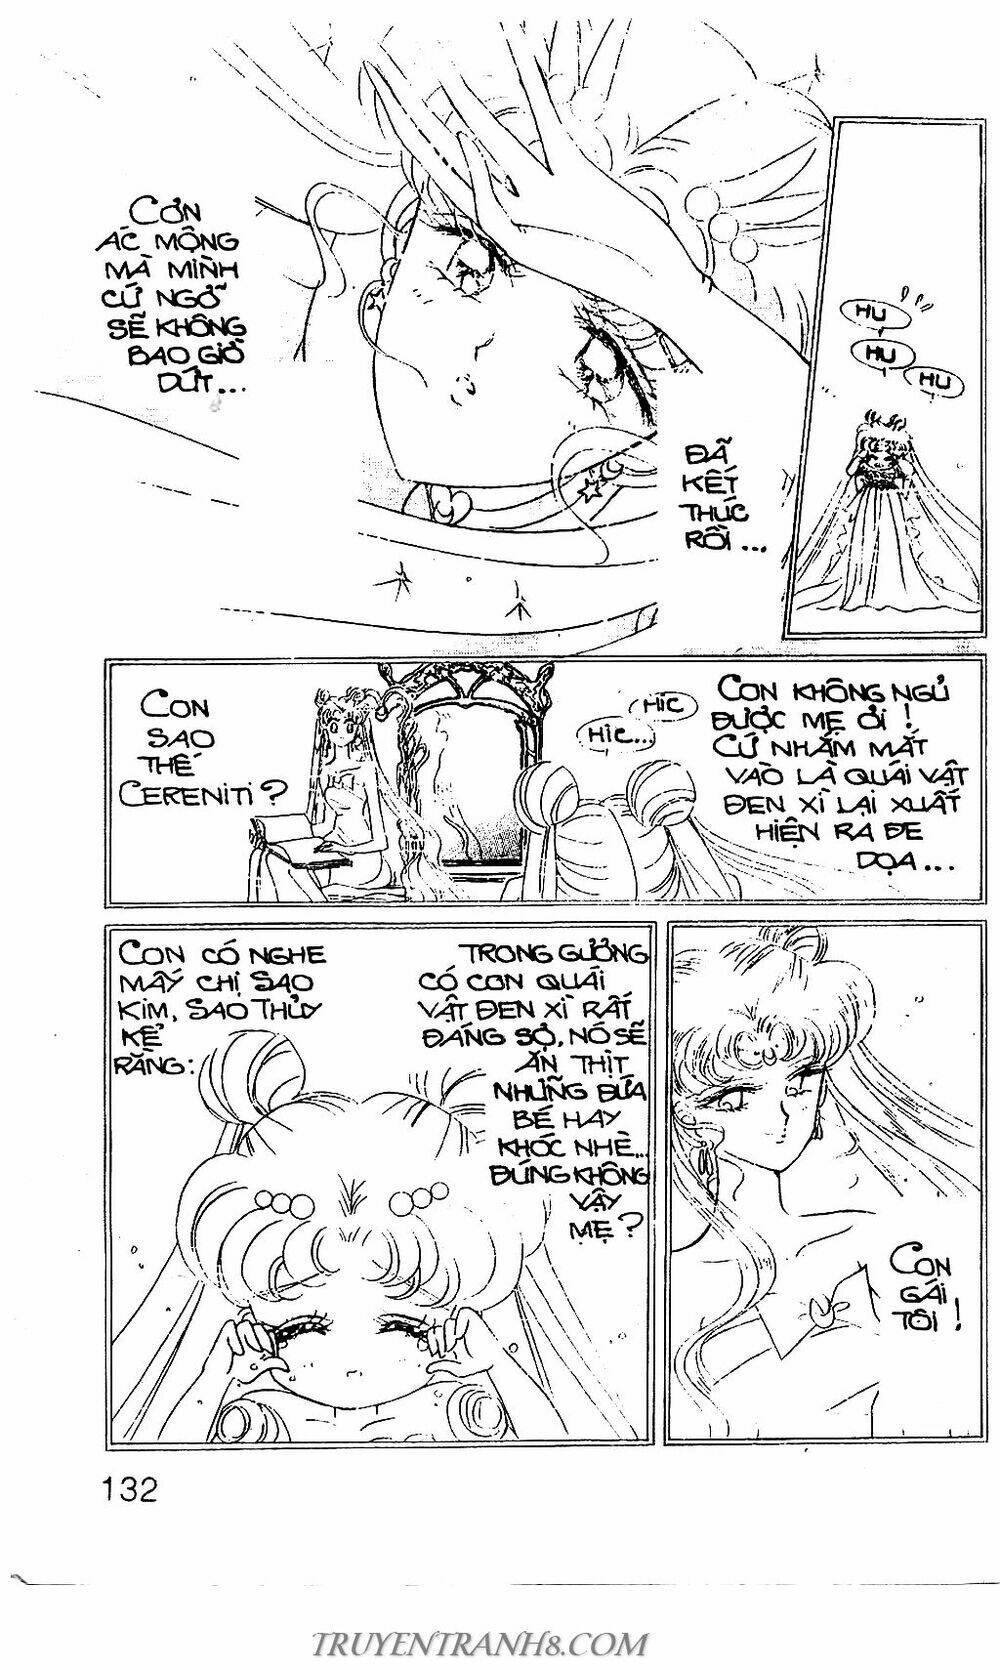 CƠN
ÁC MỘNG
MÀ MÌNH
CỨ NGỠ
SẼ KHÔNG
BAO GIỜ
DỨT...
ĐÃ
KẾT
THÚC
RỒI...
HU
HU
HU
CON
SAO
THẾ
CERENITI?
HÍC
HÍC...
CON KHÔNG NGỦ
ĐƯỢC MẸ ƠI!
CỨ NHẮM MẮT
VÀO LÀ QUÁI VẬT
ĐEN XÌ LẠI XUẤT
HIỆN RA ĐE
DỌA...
CON CÓ NGHE
MẤY CHỊ SAO
KIM, SAO THỦY
KỂ
RẰNG:
TRONG GƯƠNG
CÓ CON QUÁI
VẬT ĐEN XÌ RẤT
ĐÁNG SỢ, NÓ SẼ
ĂN THỊT
NHỮNG ĐỨA
BÉ HAY
KHÓC NHÈ...
ĐÚNG KHÔNG
VẬY
MẸ?
CON
GÁI
TÔI!
132
TRUYENTRANH8.COM